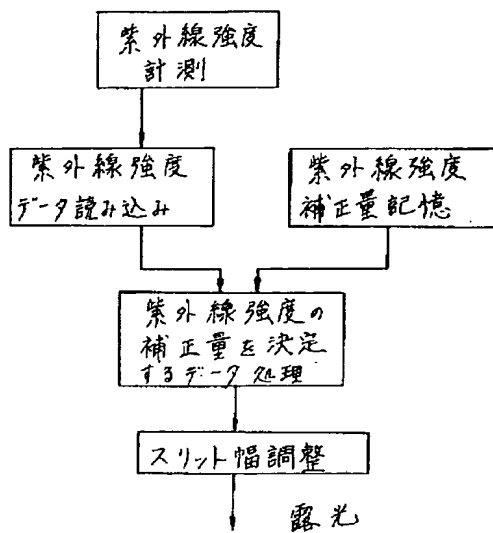 紫外線強度
計測
紫外線強度
データ読み込み
紫外線強度
補正量記憶
紫外線強度の
補正量を決定
するデータ処理
スリット幅調整
露光